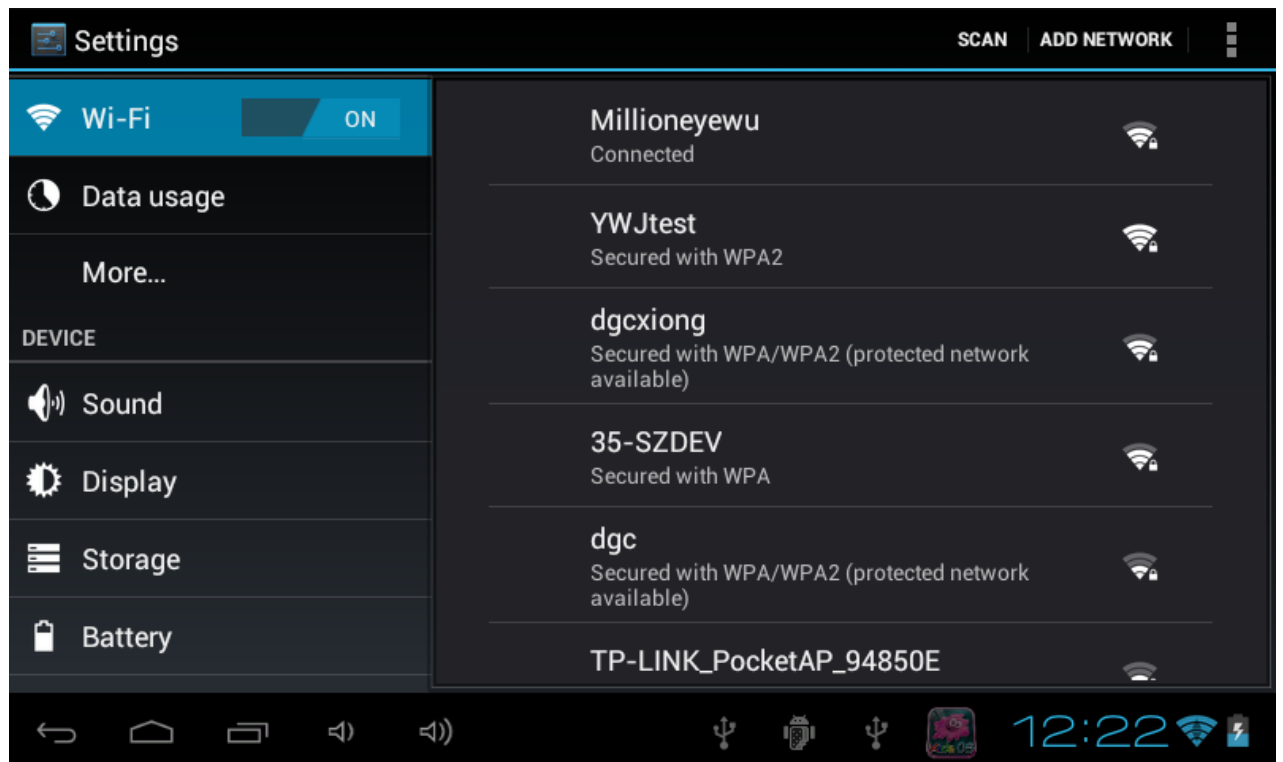 Settings
SCAN
ADD NETWORK
Wi-Fi
ON
Data usage
More...
DEVICE
Sound
Display
Storage
Battery
Millioneyewu
Connected
YWJtest
Secured with WPA2
dgcxiong
Secured with WPA/WPA2 (protected network
available)
35-SZDEV
Secured with WPA
dgc
Secured with WPA/WPA2 (protected network
available)
TP-LINK_PocketAP_94850E
12:22